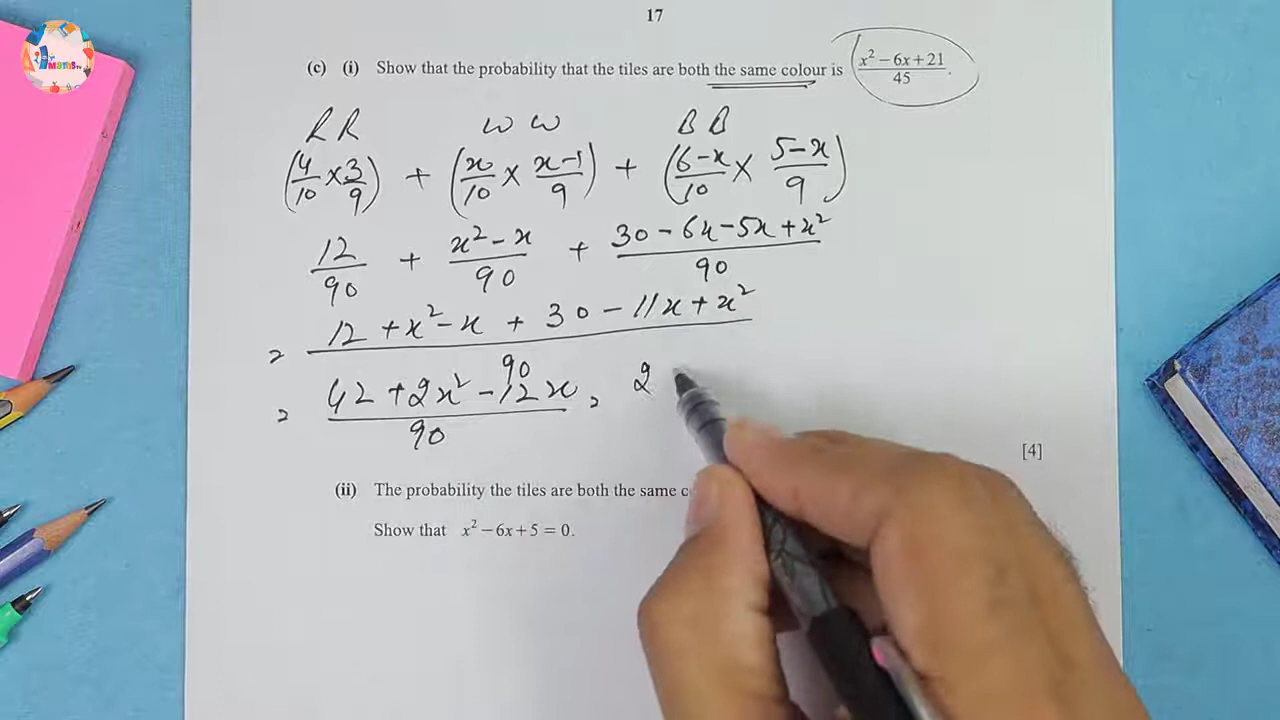 17
(c) (i) Show that the probability that the tiles are both the same colour is (x² − 6x + 21)/45.
R R W W B B
(4/10 × 3/9) + (x/10 × x−1/9) + (6−x/10 × 5−x/9)
12/90 + x²−x/90 + 30−6x−5x+x²/90
= 12+x²−x+30−11x+x²/90
= 42+2x²−12x/90 = 2
[4]
(ii) The probability the tiles are both the same c
Show that x² − 6x + 5 = 0.
MATHS